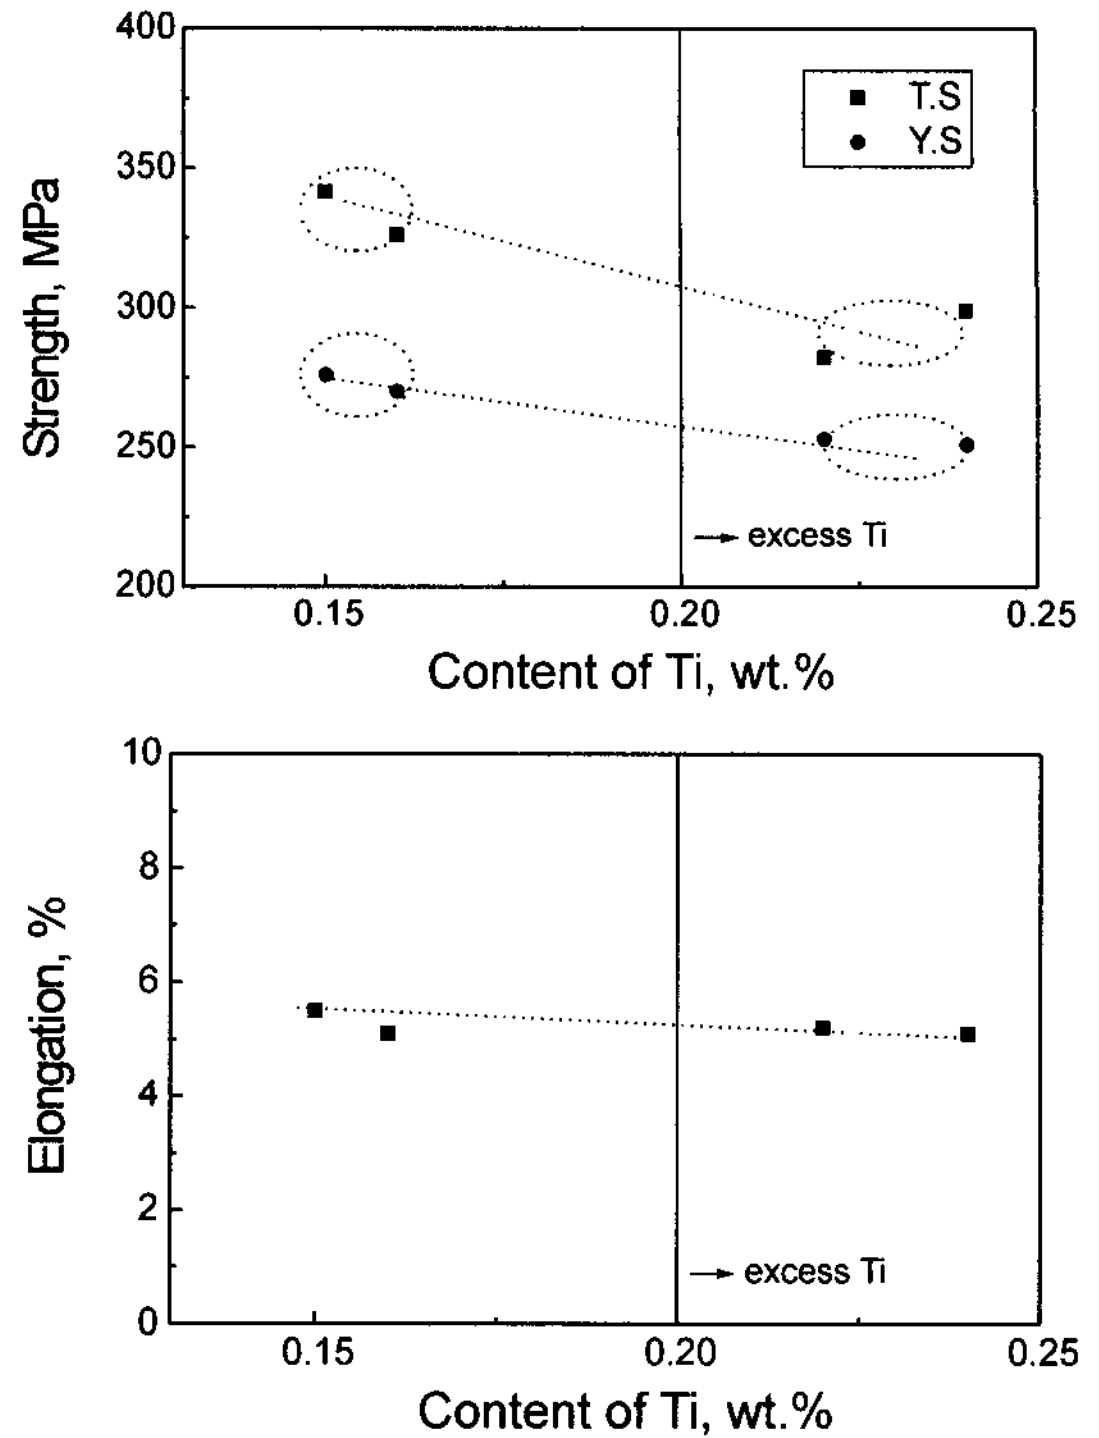 400
350
300
250
200
Strength, MPa
T.S
Y.S
→ excess Ti
0.15 0.20 0.25
Content of Ti, wt.%
10
8
6
4
2
0
Elongation, %
→ excess Ti
0.15 0.20 0.25
Content of Ti, wt.%